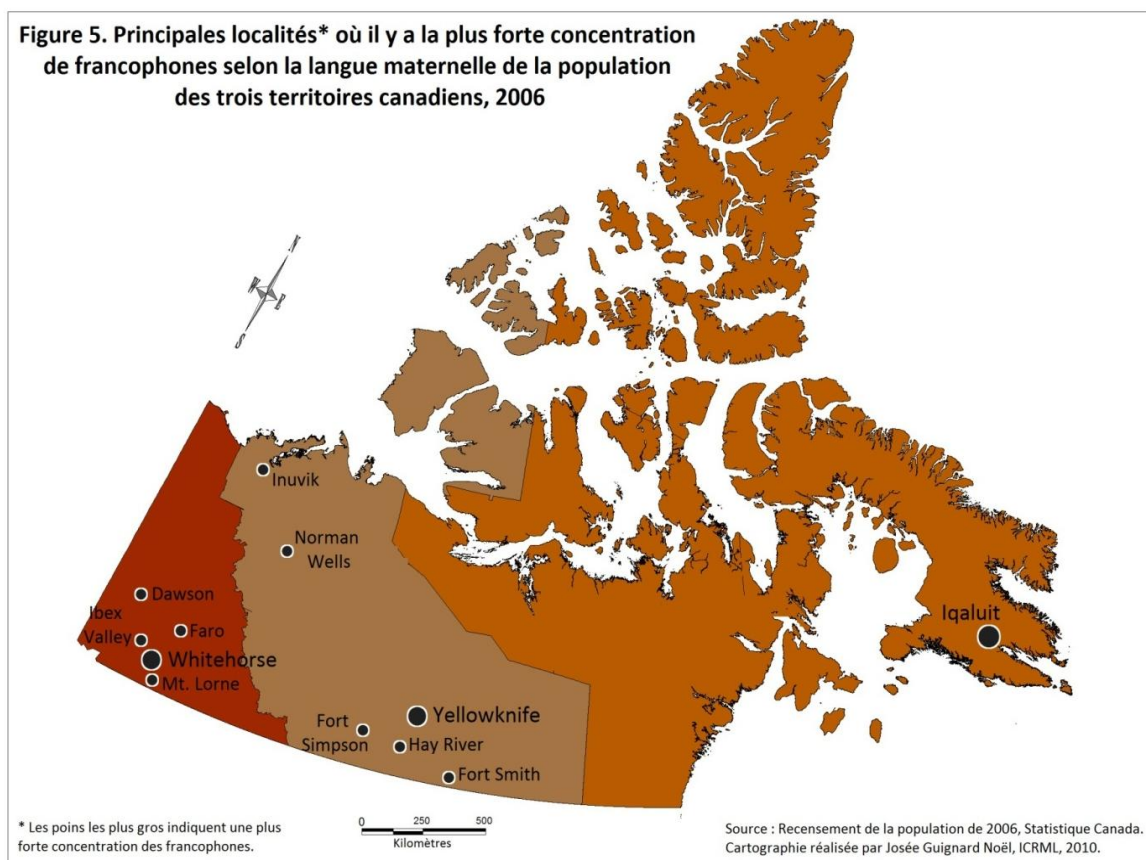 Figure 5. Principales localités* où il y a la plus forte concentration
de francophones selon la langue maternelle de la population
des trois territoires canadiens, 2006
N
S
Inuvik
Norman
Wells
Dawson
Ibex
Valley
Faro
Whitehorse
Mt. Lorne
Iqaluit
Yellowknife
Fort
Simpson
Hay River
Fort Smith
* Les poins les plus gros indiquent une plus
forte concentration des francophones.
0 250 500
Kilomètres
Source : Recensement de la population de 2006, Statistique Canada.
Cartographie réalisée par Josée Guignard Noël, ICRML, 2010.